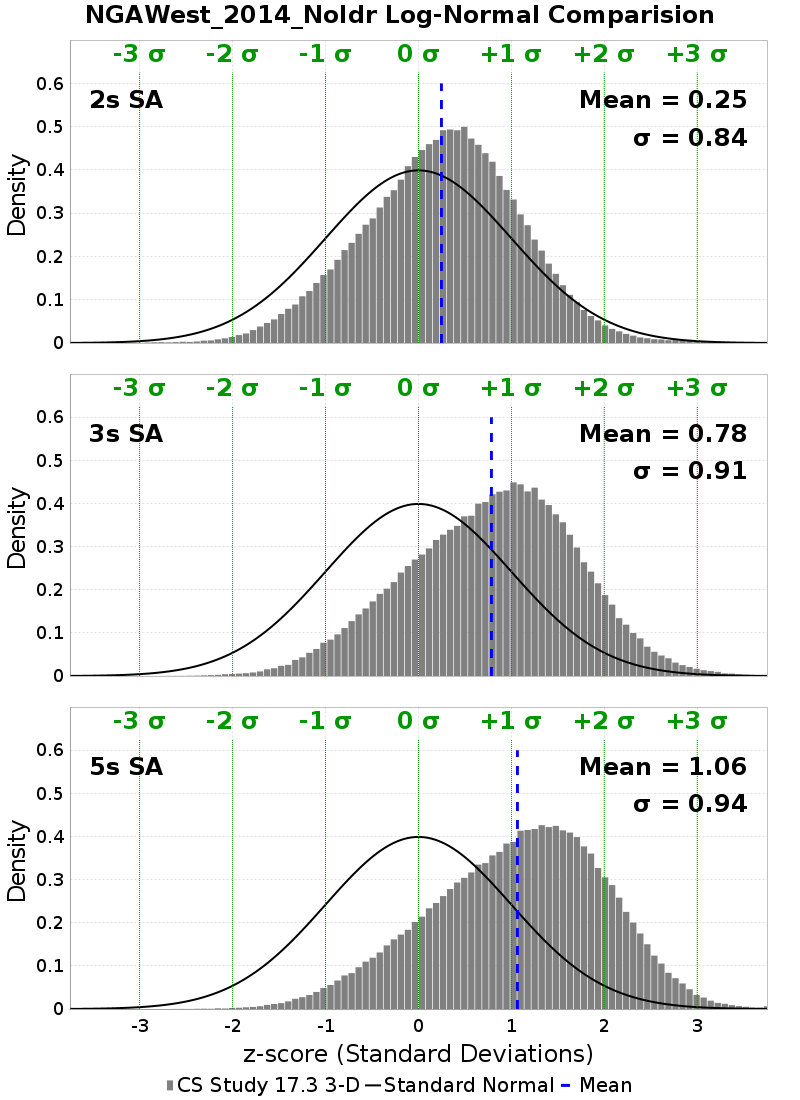 NGAWest_2014_NoIdr Log-Normal Comparision
-3 σ -2 σ -1 σ 0 σ +1 σ +2 σ +3 σ
0.6
2s SA Mean = 0.25
0.5
σ = 0.84
0.4
Density
0.3
0.2
0.1
0
-3 σ -2 σ -1 σ 0 σ +1 σ +2 σ +3 σ
0.6
3s SA Mean = 0.78
0.5
σ = 0.91
0.4
Density
0.3
0.2
0.1
0
-3 σ -2 σ -1 σ 0 σ +1 σ +2 σ +3 σ
0.6
5s SA Mean = 1.06
0.5
σ = 0.94
0.4
Density
0.3
0.2
0.1
0
-3 -2 -1 0 1 2 3
z-score (Standard Deviations)
CS Study 17.3 3-D Standard Normal Mean